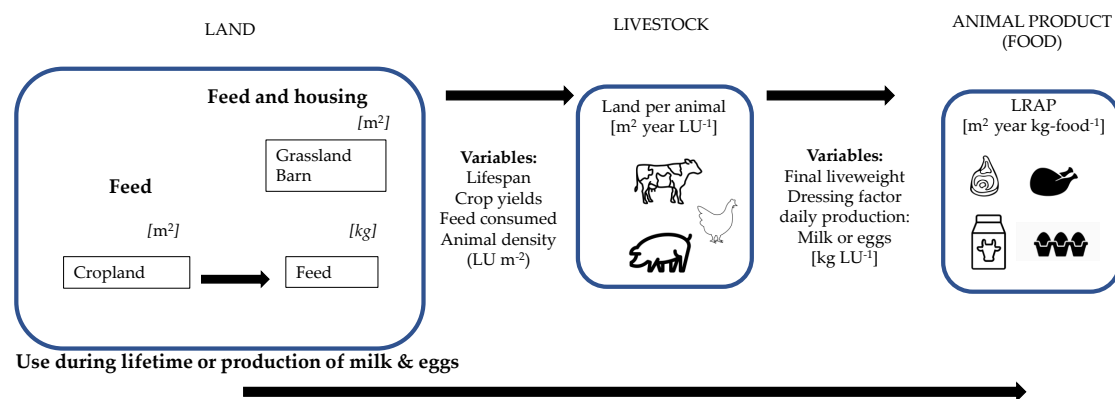 LAND
Feed and housing
[m²]
Grassland
Barn
Feed
[m²]
[kg]
Cropland
Feed
Use during lifetime or production of milk & eggs
Variables:
Lifespan
Crop yields
Feed consumed
Animal density
(LU m⁻²)
LIVESTOCK
Land per animal
[m² year LU⁻¹]
Variables:
Final liveweight
Dressing factor
daily production:
Milk or eggs
[kg LU⁻¹]
ANIMAL PRODUCT
(FOOD)
LRAP
[m² year kg-food⁻¹]